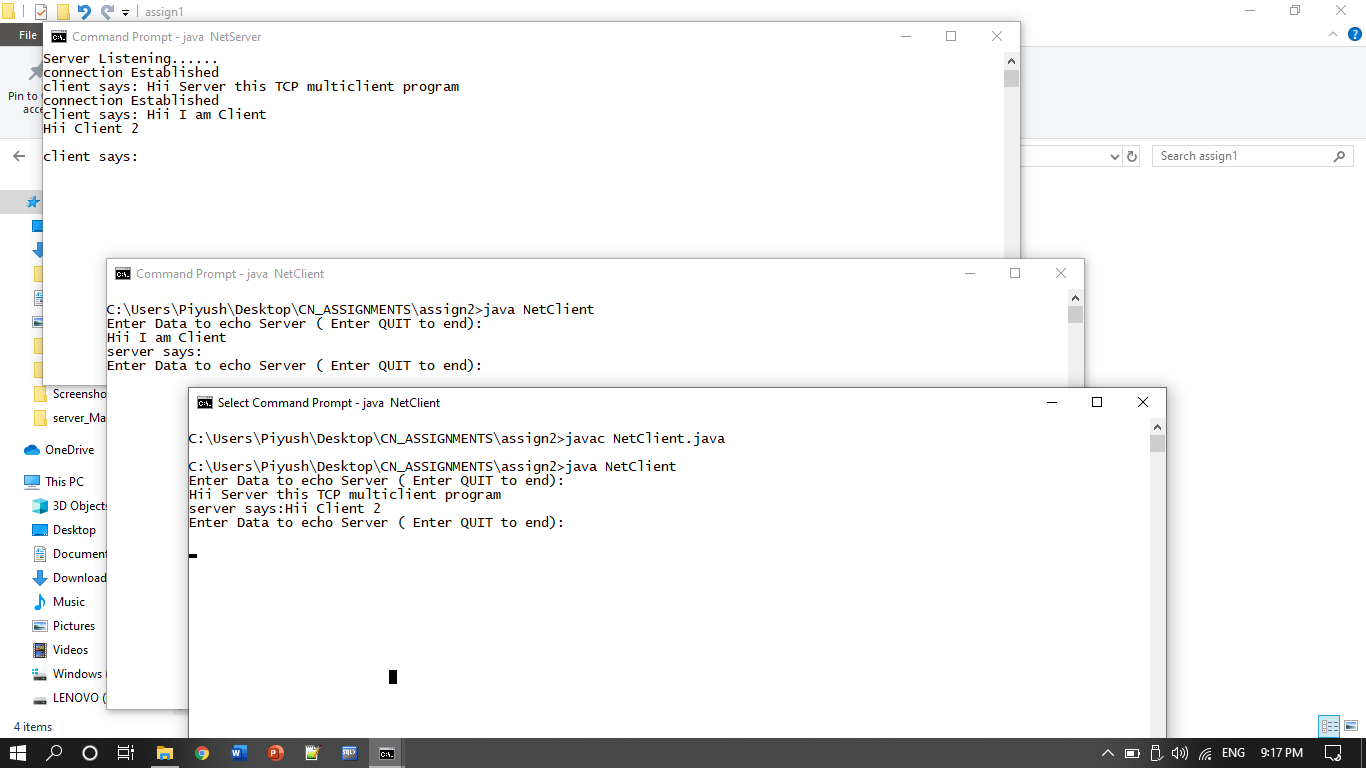 assign1
File
Command Prompt - java  NetServer
Server Listening......
connection Established
client says: Hii Server this TCP multiclient program
connection Established
client says: Hii I am Client
Hii Client 2
client says:
Pin to
acce
Search assign1
Command Prompt - java  NetClient
C:\Users\Piyush\Desktop\CN_ASSIGNMENTS\assign2>java NetClient
Enter Data to echo Server ( Enter QUIT to end):
Hii I am Client
server says:
Enter Data to echo Server ( Enter QUIT to end):
Select Command Prompt - java  NetClient
C:\Users\Piyush\Desktop\CN_ASSIGNMENTS\assign2>javac NetClient.java
C:\Users\Piyush\Desktop\CN_ASSIGNMENTS\assign2>java NetClient
Enter Data to echo Server ( Enter QUIT to end):
Hii Server this TCP multiclient program
server says:Hii Client 2
Enter Data to echo Server ( Enter QUIT to end):
Screensho
server_Ma
OneDrive
This PC
3D Objects
Desktop
Document
Download
Music
Pictures
Videos
Windows (
LENOVO (
4 items
ENG
9:17 PM